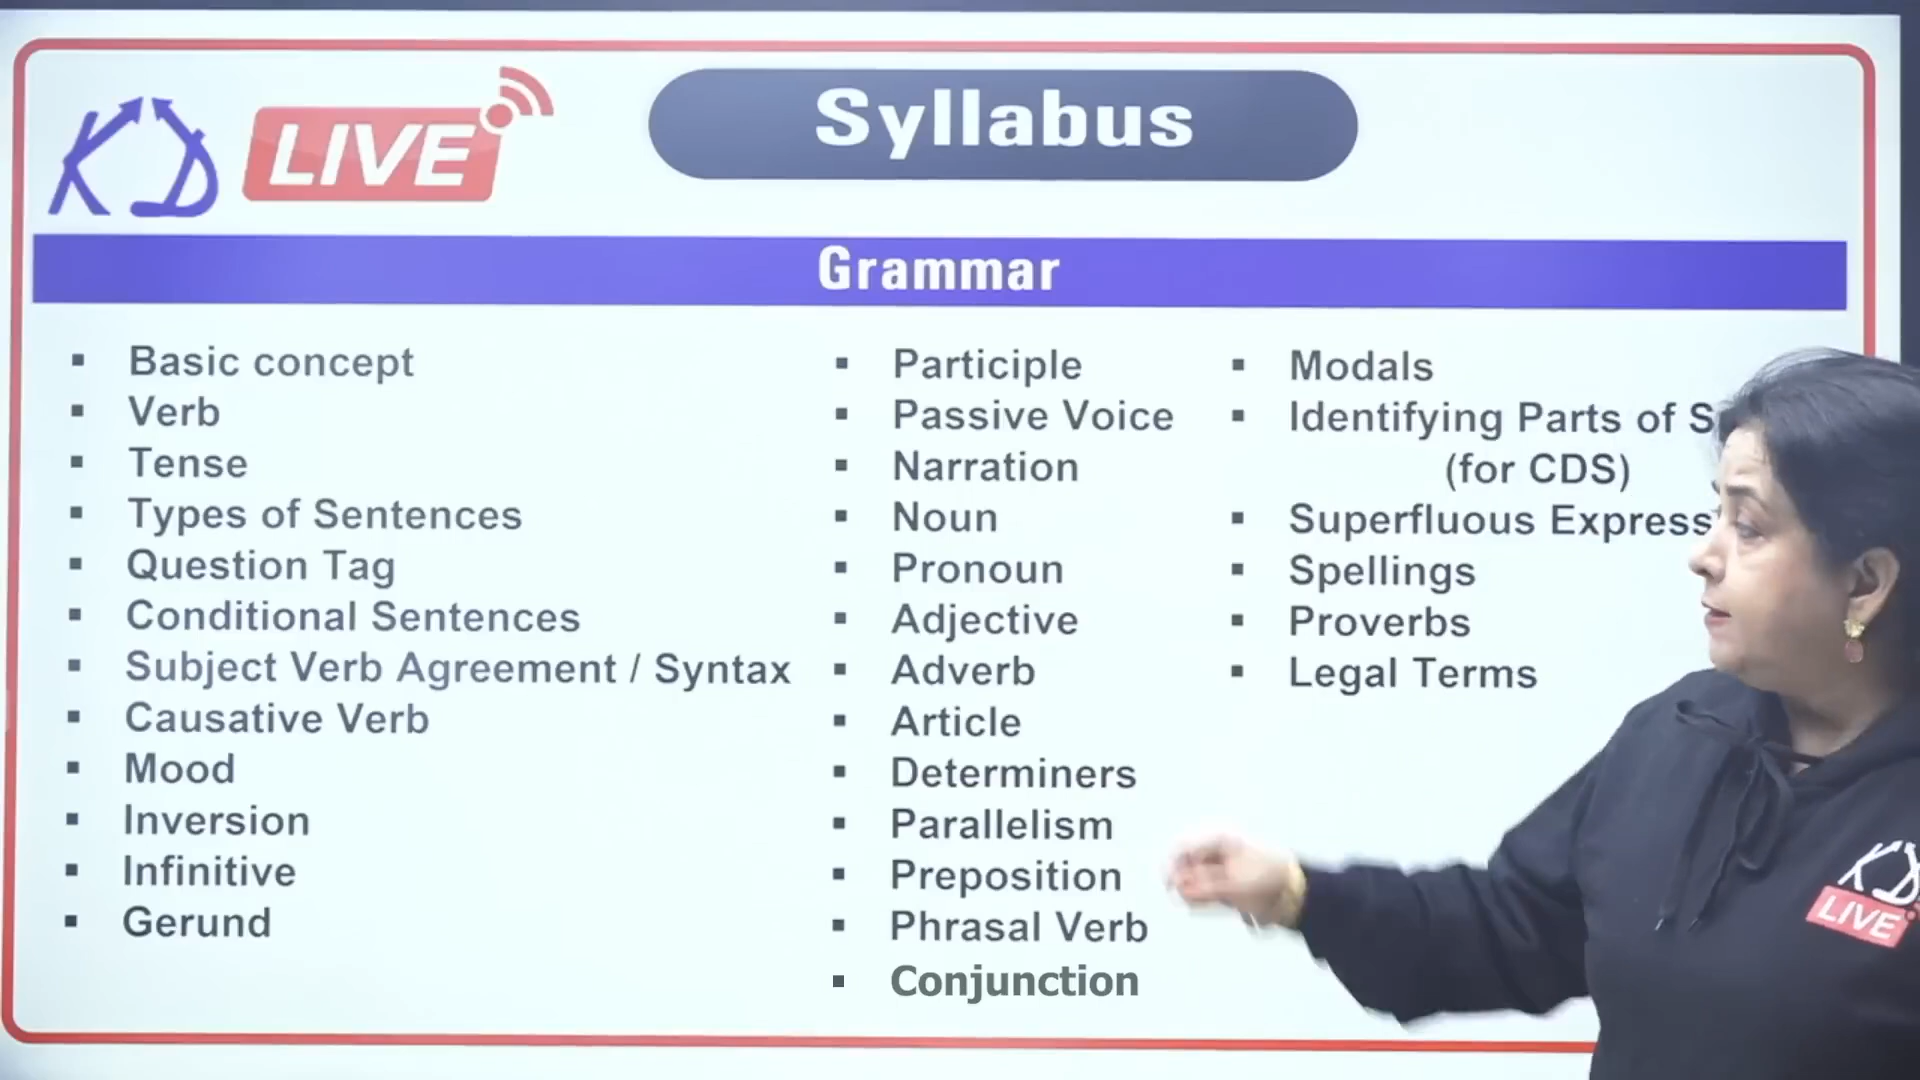 KD LIVE
Syllabus
Grammar
Basic concept
Verb
Tense
Types of Sentences
Question Tag
Conditional Sentences
Subject Verb Agreement / Syntax
Causative Verb
Mood
Inversion
Infinitive
Gerund
Participle
Passive Voice
Narration
Noun
Pronoun
Adjective
Adverb
Article
Determiners
Parallelism
Preposition
Phrasal Verb
Conjunction
Modals
Identifying Parts of
(for CDS)
Superfluous
Spellings
Proverbs
Legal Terms
KD
LIVE